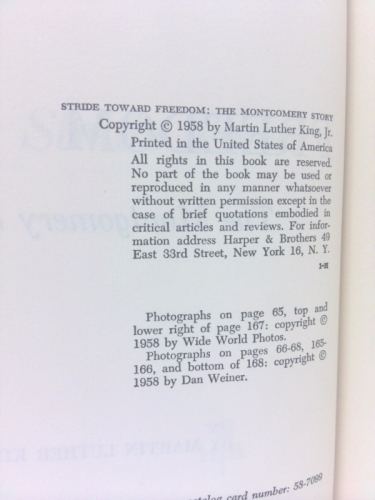 STRIDE TOWARD FREEDOM: THE MONTGOMERY STORY
Copyright © 1958 by Martin Luther King, Jr.
Printed in the United States of America
All rights in this book are reserved.
No part of the book may be used or
reproduced in any manner whatsoever
without written permission except in the
case of brief quotations embodied in
critical articles and reviews. For infor-
mation address Harper & Brothers 49
East 33rd Street, New York 16, N. Y.
Photographs on page 65, top and
lower right of page 167: copyright ©
1958 by Wide World Photos.
Photographs on pages 66-68, 165-
166, and bottom of 168: copyright ©
1958 by Dan Weiner.
catalog card number: 58-7099